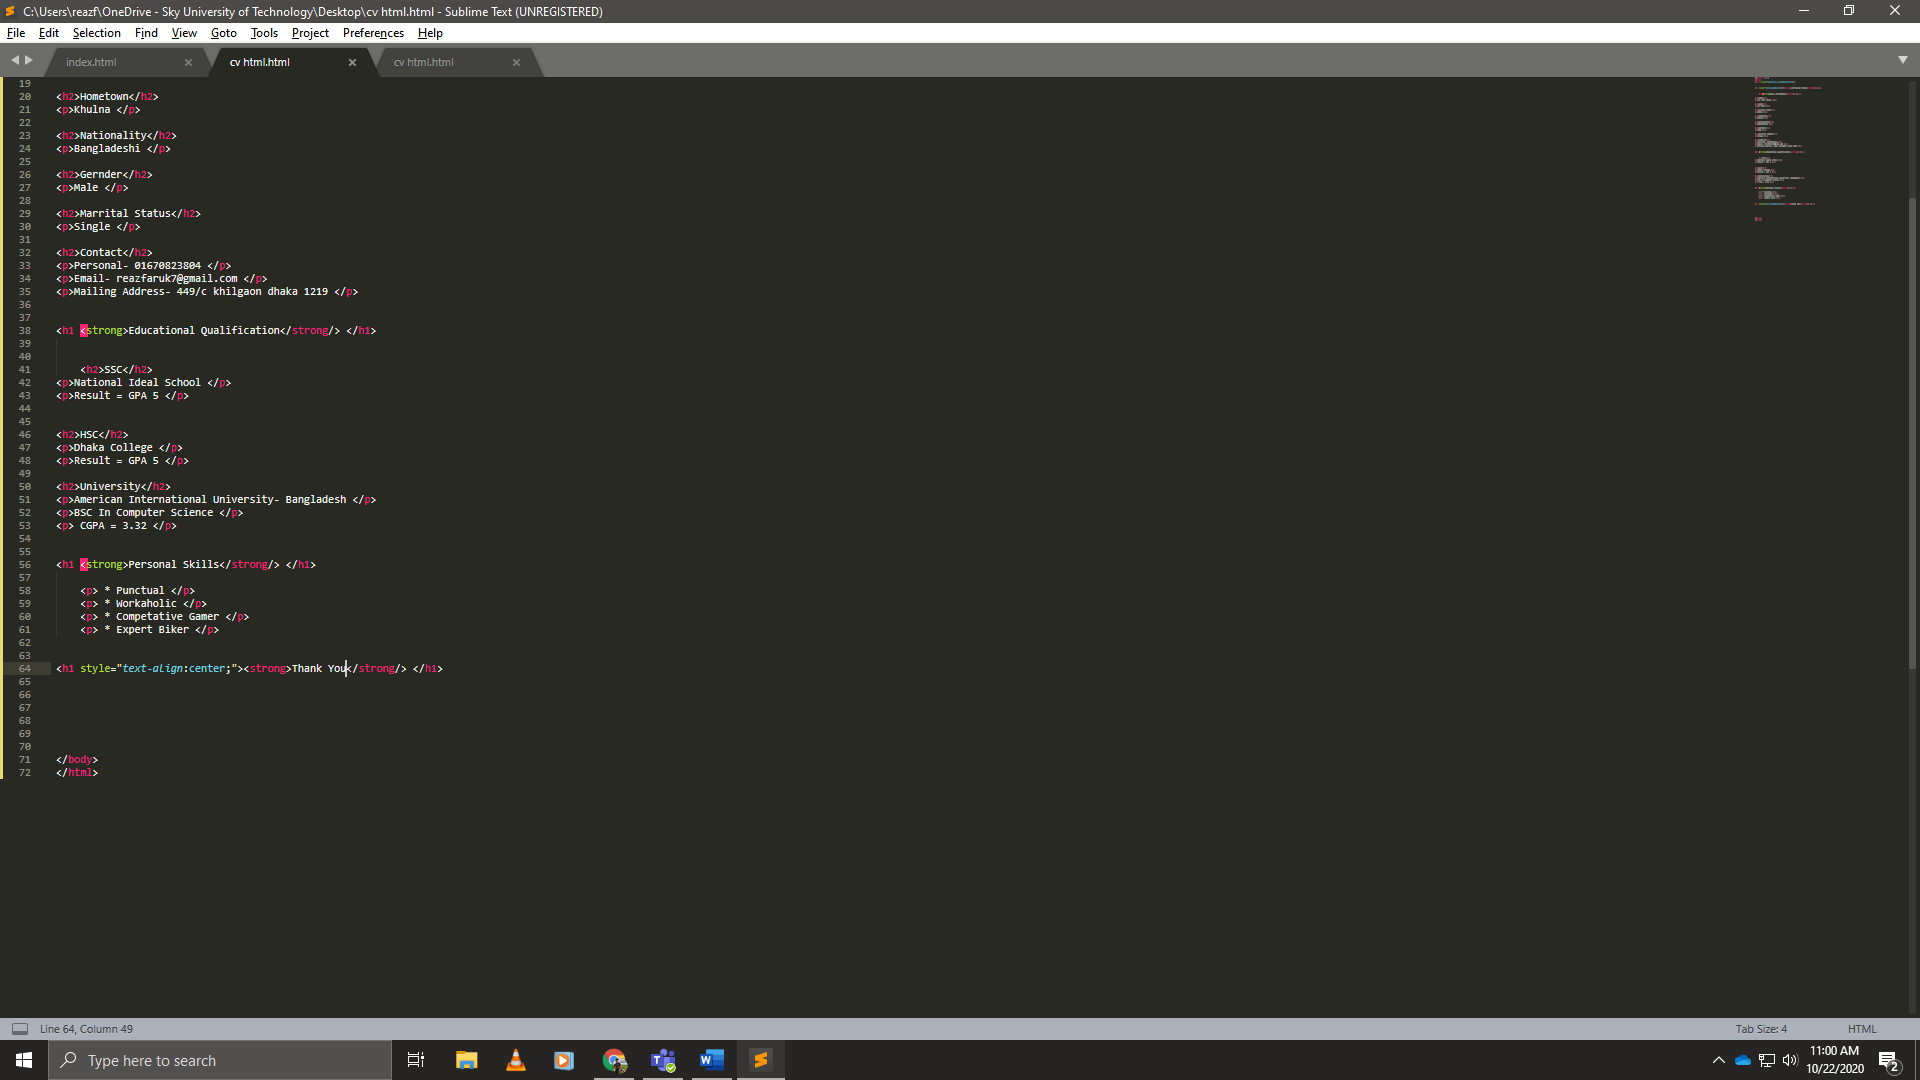 C:\Users\reazf\OneDrive - Sky University of Technology\Desktop\cv html.html - Sublime Text (UNREGISTERED)
File Edit Selection Find View Goto Tools Project Preferences Help
index.html cv html.html cv html.html
19
20 <h2>Hometown</h2>
21 <p>Khulna </p>
22
23 <h2>Nationality</h2>
24 <p>Bangladeshi </p>
25
26 <h2>Gernder</h2>
27 <p>Male </p>
28
29 <h2>Marrital Status</h2>
30 <p>Single </p>
31
32 <h2>Contact</h2>
33 <p>Personal- 01670823804 </p>
34 <p>Email- reazfaruk7@gmail.com </p>
35 <p>Mailing Address- 449/c khilgaon dhaka 1219 </p>
36
37
38 <h1 <strong>Educational Qualification</strong/> </h1>
39
40
41 <h2>SSC</h2>
42 <p>National Ideal School </p>
43 <p>Result = GPA 5 </p>
44
45
46 <h2>HSC</h2>
47 <p>Dhaka College </p>
48 <p>Result = GPA 5 </p>
49
50 <h2>University</h2>
51 <p>American International University- Bangladesh </p>
52 <p>BSC In Computer Science </p>
53 <p> CGPA = 3.32 </p>
54
55
56 <h1 <strong>Personal Skills</strong/> </h1>
57
58 <p> * Punctual </p>
59 <p> * Workaholic </p>
60 <p> * Competative Gamer </p>
61 <p> * Expert Biker </p>
62
63
64 <h1 style="text-align:center;"><strong>Thank You</strong/> </h1>
65
66
67
68
69
70
71 </body>
72 </html>
Line 64, Column 49 Tab Size: 4 HTML
Type here to search
11:00 AM
10/22/2020
2